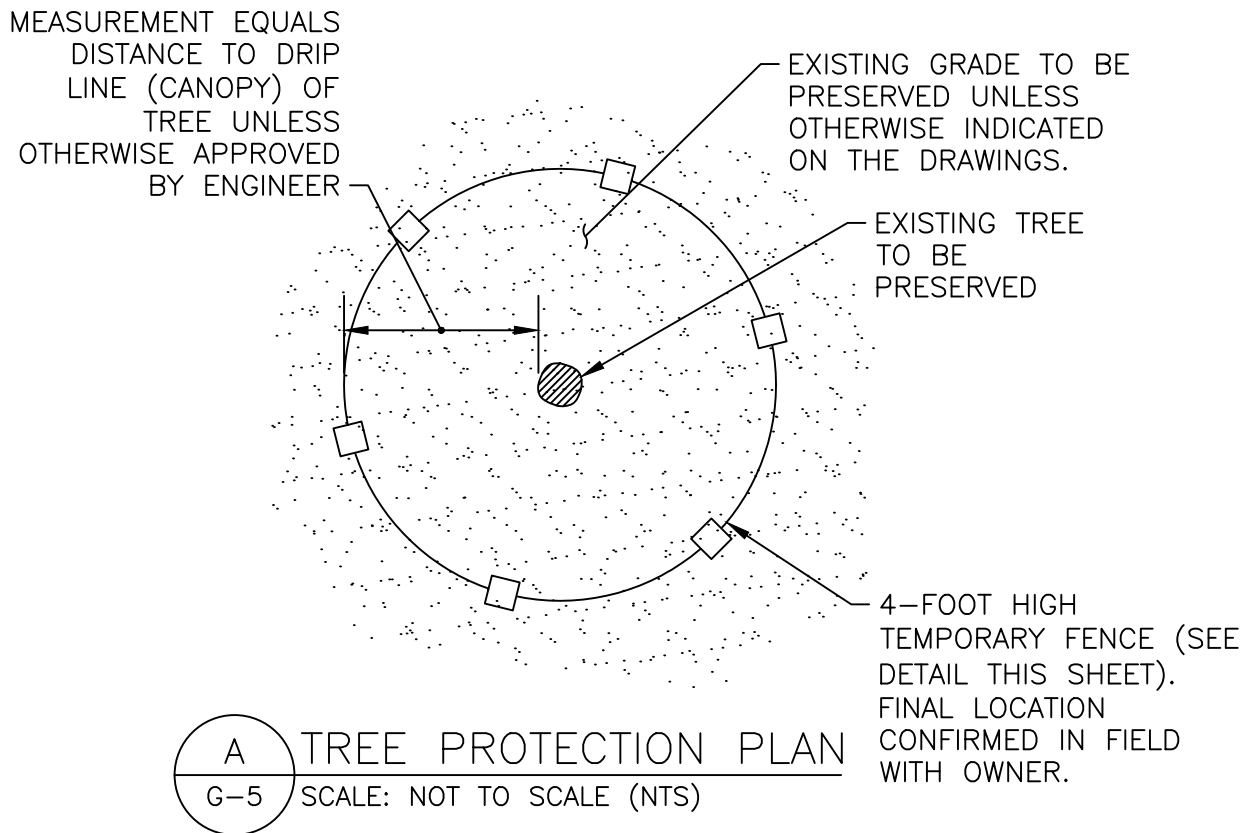 MEASUREMENT EQUALS
DISTANCE TO DRIP
LINE (CANOPY) OF
TREE UNLESS
OTHERWISE APPROVED
BY ENGINEER
EXISTING GRADE TO BE
PRESERVED UNLESS
OTHERWISE INDICATED
ON THE DRAWINGS.
EXISTING TREE
TO BE
PRESERVED
4-FOOT HIGH
TEMPORARY FENCE (SEE
DETAIL THIS SHEET).
FINAL LOCATION
CONFIRMED IN FIELD
WITH OWNER.
A
G-5
TREE PROTECTION PLAN
SCALE: NOT TO SCALE (NTS)